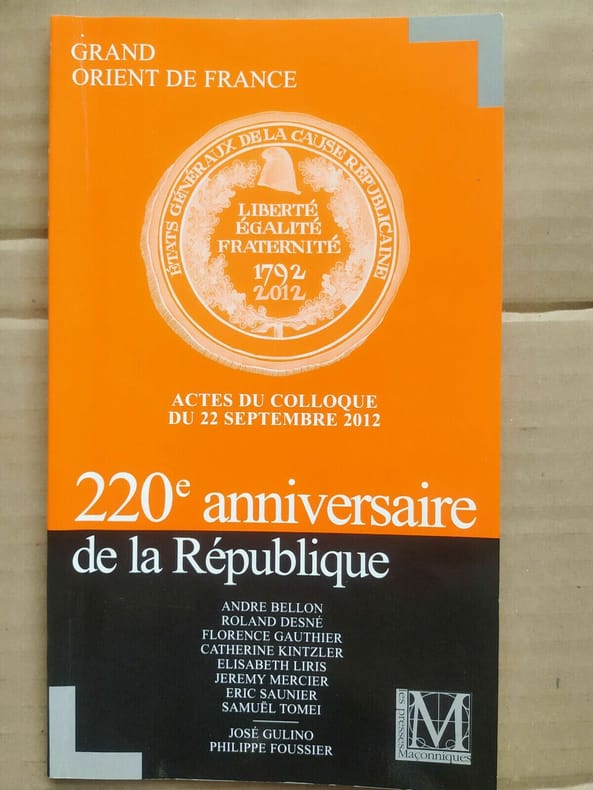 GRAND
ORIENT DE FRANCE
ÉTATS GÉNÉRAUX DE LA CAUSE RÉPUBLICAINE
LIBERTÉ
ÉGALITÉ
FRATERNITÉ
1792
2012
ACTES DU COLLOQUE
DU 22 SEPTEMBRE 2012
220e anniversaire
de la République
ANDRE BELLON
ROLAND DESNÉ
FLORENCE GAUTHIER
CATHERINE KINTZLER
ELISABETH LIRIS
JEREMY MERCIER
ERIC SAUNIER
SAMUËL TOMEI
JOSÉ GULINO
PHILIPPE FOUSSIER
les presses
M
Maçonniques